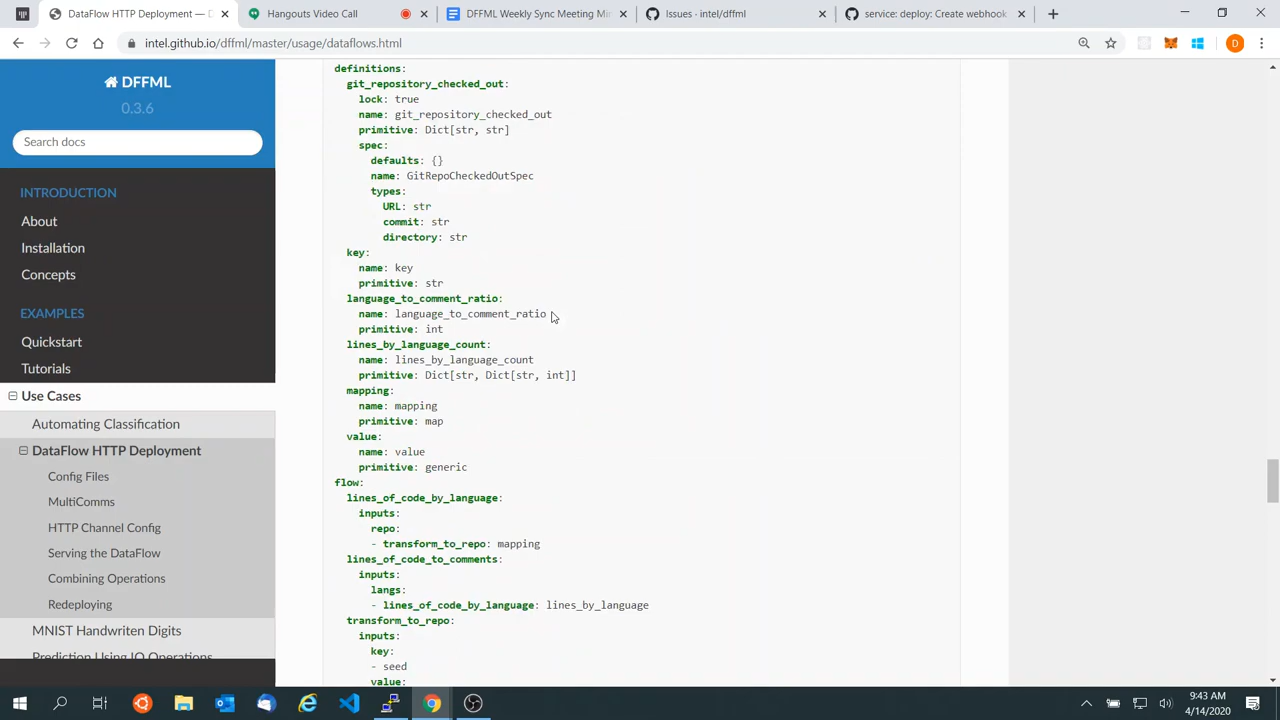 DataFlow HTTP Deployment — D
Hangouts Video Call
DFFML Weekly Sync Meeting Min
Issues · intel/dffml
service: deploy: Create webhook
intel.github.io/dffml/master/usage/dataflows.html
D
DFFML
0.3.6
Search docs
INTRODUCTION
About
Installation
Concepts
EXAMPLES
Quickstart
Tutorials
Use Cases
Automating Classification
DataFlow HTTP Deployment
Config Files
MultiComms
HTTP Channel Config
Serving the DataFlow
Combining Operations
Redeploying
MNIST Handwriten Digits
Prediction Using IO Operations
definitions:
git_repository_checked_out:
lock: true
name: git_repository_checked_out
primitive: Dict[str, str]
spec:
defaults: {}
name: GitRepoCheckedOutSpec
types:
URL: str
commit: str
directory: str
key:
name: key
primitive: str
language_to_comment_ratio:
name: language_to_comment_ratio
primitive: int
lines_by_language_count:
name: lines_by_language_count
primitive: Dict[str, Dict[str, int]]
mapping:
name: mapping
primitive: map
value:
name: value
primitive: generic
flow:
lines_of_code_by_language:
inputs:
repo:
- transform_to_repo: mapping
lines_of_code_to_comments:
inputs:
langs:
- lines_of_code_by_language: lines_by_language
transform_to_repo:
inputs:
key:
- seed
value:
9:43 AM
4/14/2020